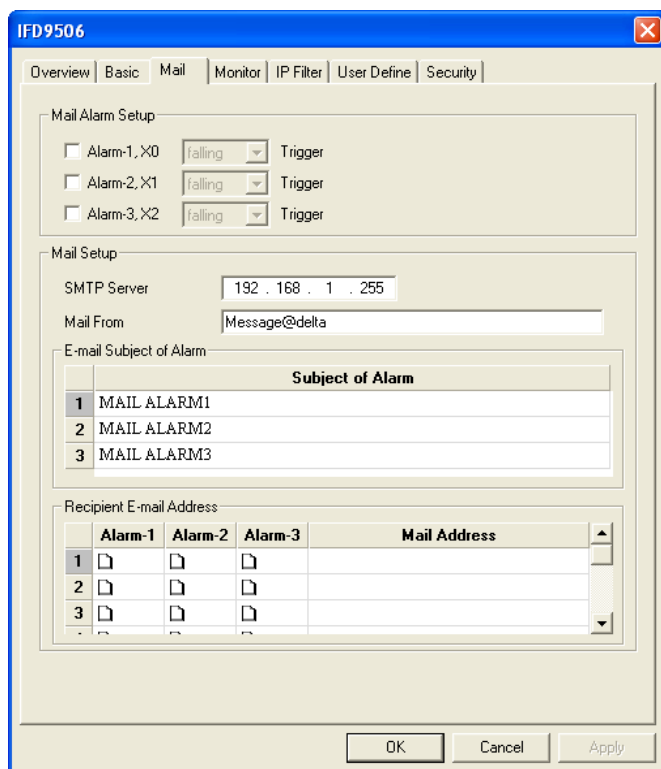 IFD9506
Overview Basic Mail Monitor IP Filter User Define Security
Mail Alarm Setup
Alarm-1, X0 falling Trigger
Alarm-2, X1 falling Trigger
Alarm-3, X2 falling Trigger
Mail Setup
SMTP Server 192 . 168 . 1 . 255
Mail From Message@delta
E-mail Subject of Alarm
Subject of Alarm
1 MAIL ALARM1
2 MAIL ALARM2
3 MAIL ALARM3
Recipient E-mail Address
Alarm-1 Alarm-2 Alarm-3 Mail Address
1
2
3
OK Cancel Apply